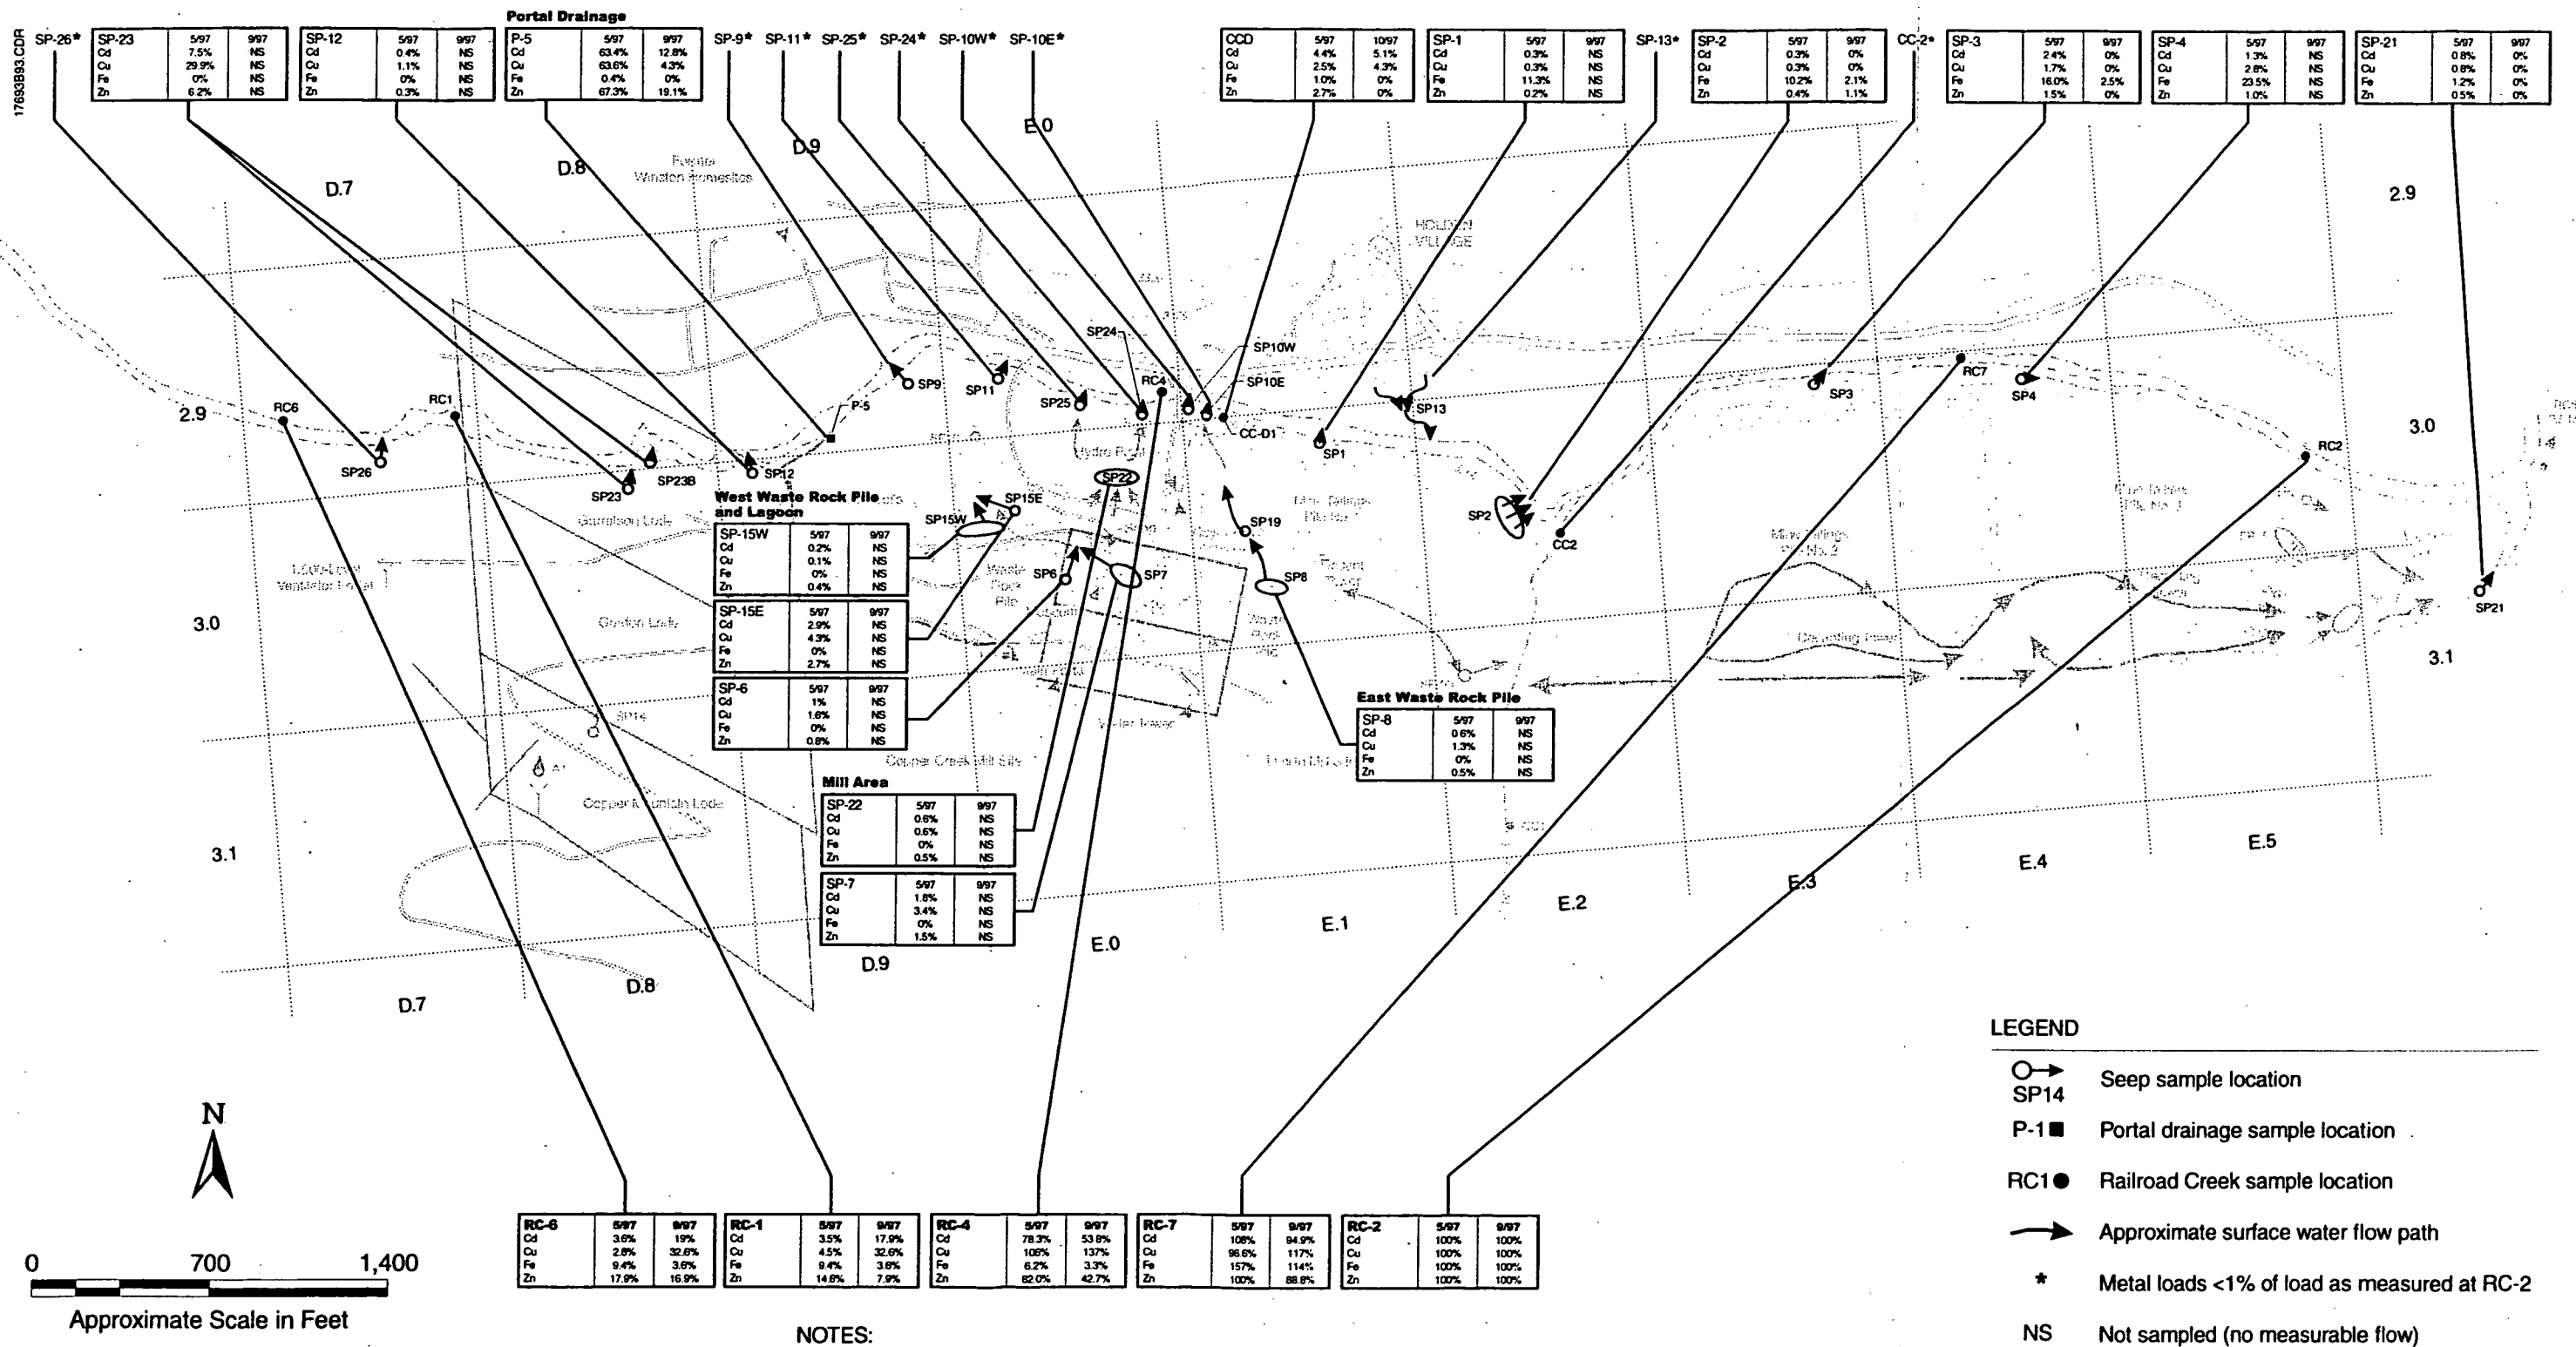 17693B93.CDR
SP-26*
SP-23 5/97 9/97
Cd 7.5% NS
Cu 29.9% NS
Fe 0% NS
Zn 6.2% NS
SP-12 5/97 9/97
Cd 0.4% NS
Cu 1.1% NS
Fe 0% NS
Zn 0.3% NS
Portal Drainage
P-5 5/97 9/97
Cd 63.4% 12.8%
Cu 63.6% 4.3%
Fe 0.4% 0%
Zn 67.3% 19.1%
SP-9* SP-11* SP-25* SP-24* SP-10W* SP-10E*
CCD 5/97 10/97
Cd 4.4% 5.1%
Cu 2.5% 4.3%
Fe 1.0% 0%
Zn 2.7% 0%
SP-1 5/97 9/97
Cd 0.3% NS
Cu 0.3% NS
Fe 11.3% NS
Zn 0.2% NS
SP-13*
SP-2 5/97 9/97
Cd 0.3% 0%
Cu 0.3% 0%
Fe 10.2% 2.1%
Zn 0.4% 1.1%
CC-2*
SP-3 5/97 9/97
Cd 2.4% 0%
Cu 1.7% 0%
Fe 16.0% 2.5%
Zn 1.5% 0%
SP-4 5/97 9/97
Cd 1.3% NS
Cu 2.8% NS
Fe 23.5% NS
Zn 1.0% NS
SP-21 5/97 9/97
Cd 0.8% 0%
Cu 0.8% 0%
Fe 1.2% 0%
Zn 0.5% 0%
D.7
D.8
D.9
E.0
2.9
Former
Winston Homesites
HOLDEN
VILLAGE
SP24
SP10W
SP10E
RC4
RC7
SP9
SP11
SP25
SP3
SP4
RC6
RC1
P-5
SP13
CC-D1
SP1
2.9
3.0
RC2
SP26
SP23
SP23B
SP12
SP22
SP15W
SP15E
SP19
SP2
CC2
SP6
SP7
SP8
SP21
Garrelson Lode
1500-Level
Ventilator Portal
Gordon Lode
Waste
Rock
Pile
3.0
3.1
SP14
Water Tower
Copper Creek Mill Site
Copper Mountain Lode
West Waste Rock Pile
and Lagoon
SP-15W 5/97 9/97
Cd 0.2% NS
Cu 0.1% NS
Fe 0% NS
Zn 0.4% NS
SP-15E 5/97 9/97
Cd 2.9% NS
Cu 4.3% NS
Fe 0% NS
Zn 2.7% NS
SP-6 5/97 9/97
Cd 1% NS
Cu 1.6% NS
Fe 0% NS
Zn 0.8% NS
East Waste Rock Pile
SP-8 5/97 9/97
Cd 0.6% NS
Cu 1.3% NS
Fe 0% NS
Zn 0.5% NS
Mill Area
SP-22 5/97 9/97
Cd 0.6% NS
Cu 0.6% NS
Fe 0% NS
Zn 0.5% NS
SP-7 5/97 9/97
Cd 1.8% NS
Cu 3.4% NS
Fe 0% NS
Zn 1.5% NS
3.1
D.7
D.8
D.9
E.0
E.1
E.2
E.3
E.4
E.5
RC-6 5/97 9/97
Cd 3.6% 19%
Cu 2.8% 32.6%
Fe 9.4% 3.6%
Zn 17.9% 16.9%
RC-1 5/97 9/97
Cd 3.5% 17.9%
Cu 4.5% 32.6%
Fe 9.4% 3.6%
Zn 14.6% 7.9%
RC-4 5/97 9/97
Cd 78.3% 53.8%
Cu 106% 137%
Fe 6.2% 3.3%
Zn 82.0% 42.7%
RC-7 5/97 9/97
Cd 108% 94.9%
Cu 96.6% 117%
Fe 157% 114%
Zn 100% 88.8%
RC-2 5/97 9/97
Cd 100% 100%
Cu 100% 100%
Fe 100% 100%
Zn 100% 100%
N
0 700 1,400
Approximate Scale in Feet
NOTES:
LEGEND
SP14 Seep sample location
P-1 Portal drainage sample location
RC1 Railroad Creek sample location
Approximate surface water flow path
* Metal loads <1% of load as measured at RC-2
NS Not sampled (no measurable flow)